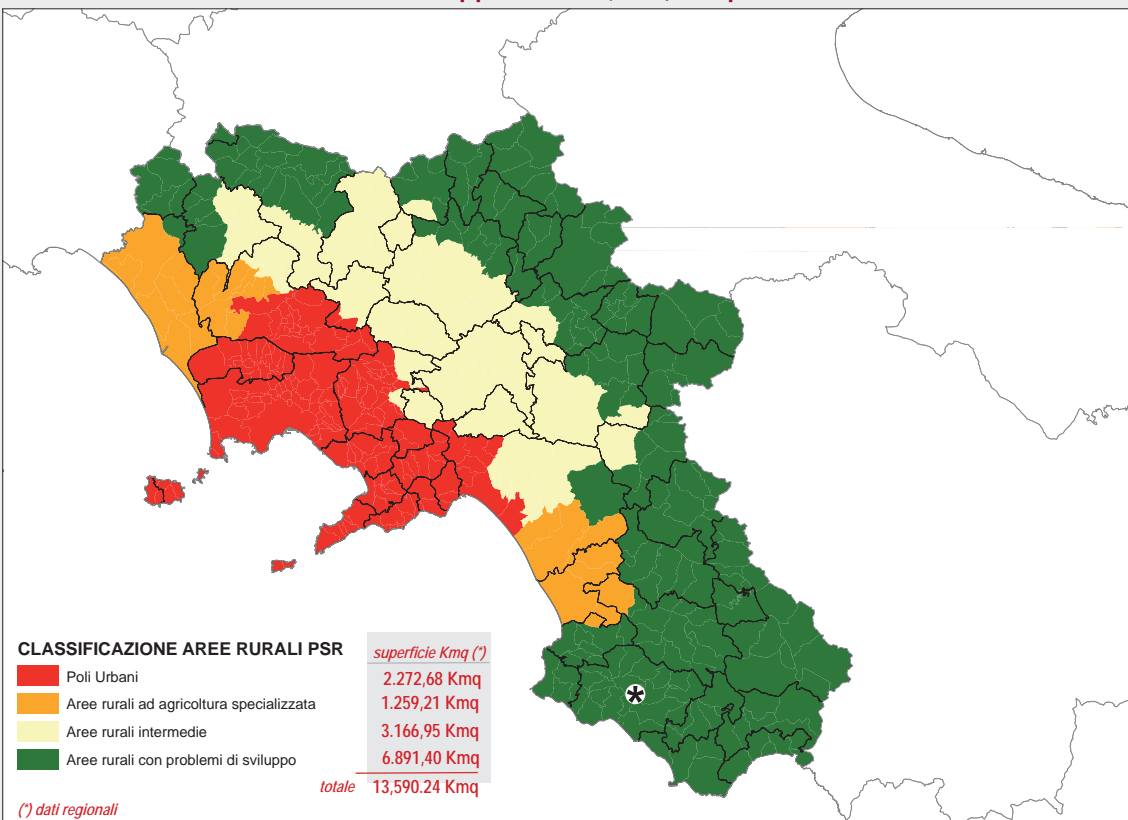 CLASSIFICAZIONE AREE RURALI PSR
superficie Kmq (*)
Poli Urbani 2.272,68 Kmq
Aree rurali ad agricoltura specializzata 1.259,21 Kmq
Aree rurali intermedie 3.166,95 Kmq
Aree rurali con problemi di sviluppo 6.891,40 Kmq
totale 13,590.24 Kmq
(*) dati regionali